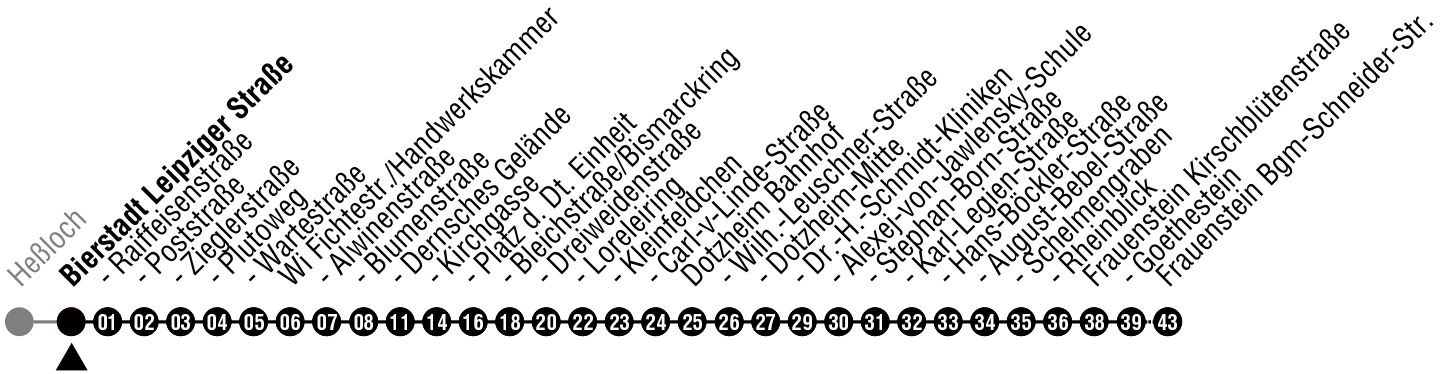 Heßloch
Bierstadt Leipziger Straße
- Raiffeisenstraße
- Poststraße
- Zieglerstraße
- Plutoweg
- Wartestraße
Wi Fichtestr./Handwerkskammer
- Alwinenstraße
- Blumenstraße
- Dernsches Gelände
- Kirchgasse
- Platz d. Dt. Einheit
- Bleichstraße/Bismarckring
- Dreiweidenstraße
- Loreleiring
- Kleinfeldchen
- Carl-v-Linde-Straße
Dotzheim Bahnhof
- Wilh.-Leuschner-Straße
- Dotzheim-Mitte
- Dr.-H.-Schmidt-Kliniken
- Alexej-von-Jawlensky-Schule
- Stephan-Born-Straße
- Karl-Legien-Straße
- Hans-Böckler-Straße
- August-Bebel-Straße
- Schelmengraben
- Rheinblick
Frauenstein Kirschblütenstraße
- Goethestein
Frauenstein Bgm-Schneider-Str.
01 02 03 04 05 06 07 08 11 14 16 18 20 22 23 24 25 26 27 29 30 31 32 33 34 35 36 38 39 43